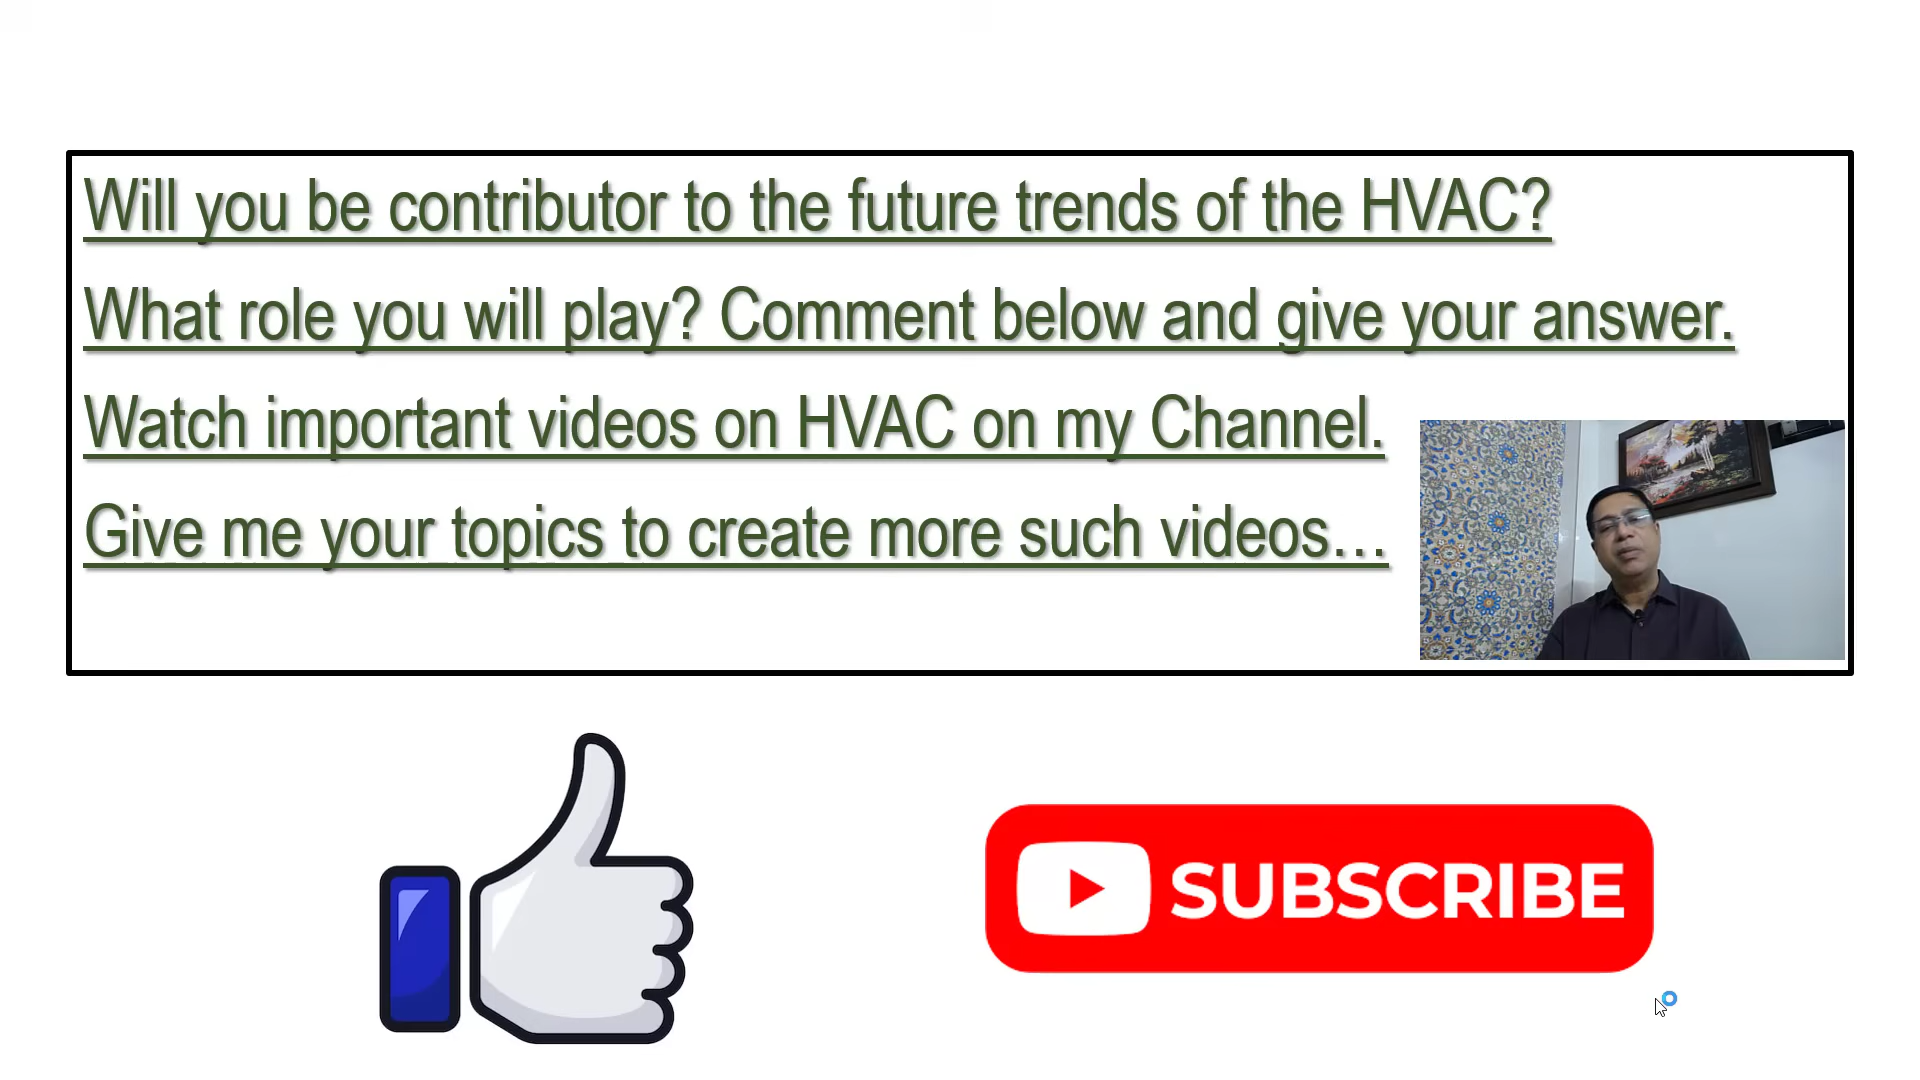 Will you be contributor to the future trends of the HVAC?
What role you will play? Comment below and give your answer.
Watch important videos on HVAC on my Channel.
Give me your topics to create more such videos…
SUBSCRIBE